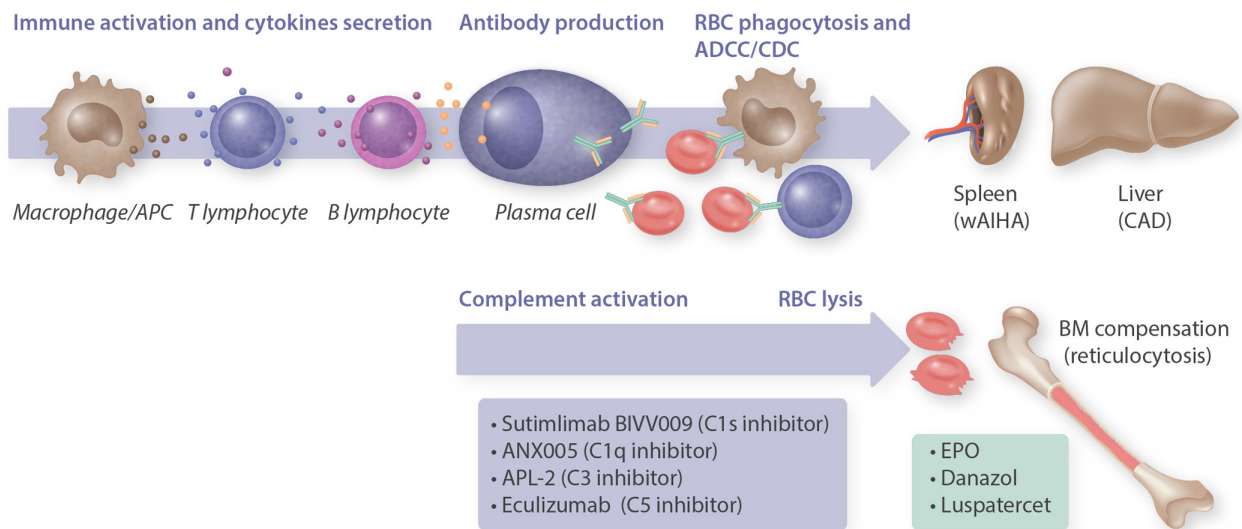 Immune activation and cytokines secretion
Antibody production
RBC phagocytosis and
ADCC/CDC
Macrophage/APC
T lymphocyte
B lymphocyte
Plasma cell
Spleen
(wAIHA)
Liver
(CAD)
Complement activation
RBC lysis
BM compensation
(reticulocytosis)
• Sutimlimab BIVV009 (C1s inhibitor)
• ANX005 (C1q inhibitor)
• APL-2 (C3 inhibitor)
• Eculizumab (C5 inhibitor)
• EPO
• Danazol
• Luspatercet